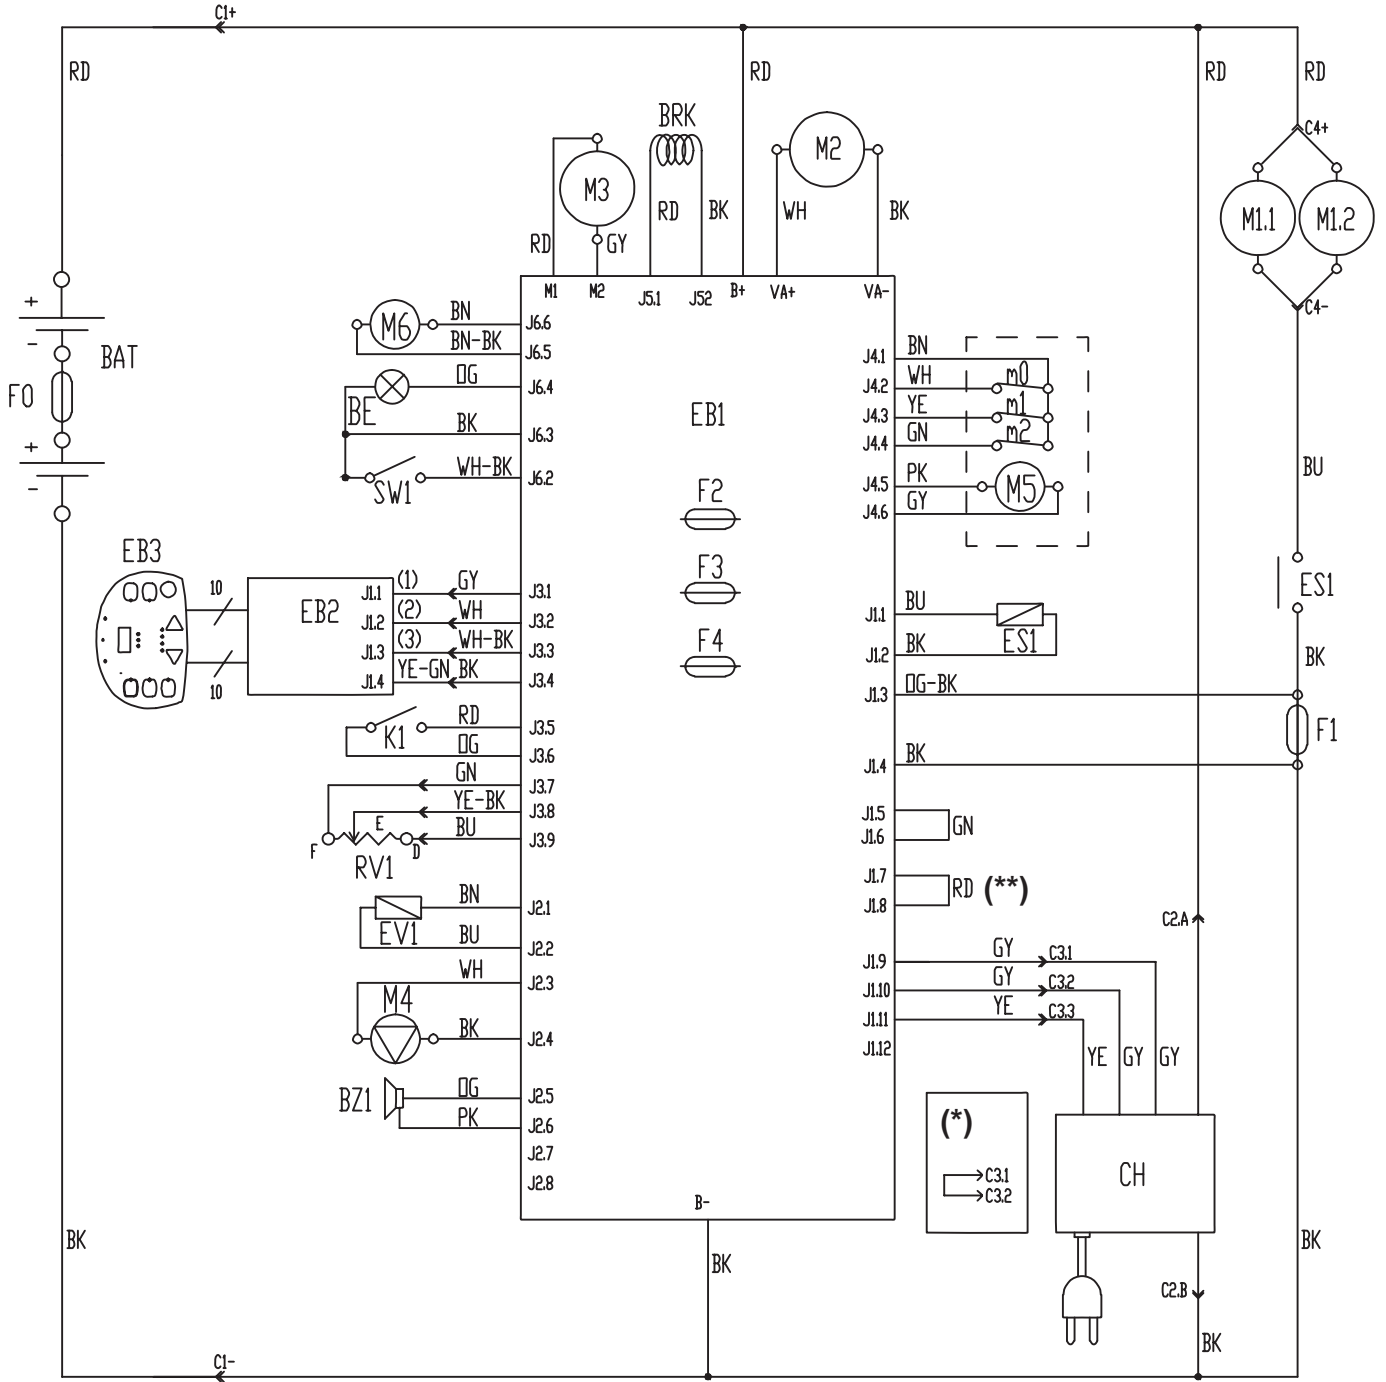 C1+
RD
RD
RD
RD
BRK
C4+
M2
M3
M1.1
M1.2
RD
BK
WH
BK
RD
GY
C4-
M1
M2
J5.1
J52
B+
VA+
VA-
+
-
BAT
F0
+
-
M6
BN
J6.6
BN-BK
J6.5
OG
J6.4
BE
BK
J6.3
WH-BK
J6.2
SW1
EB1
F2
F3
F4
J4.1
BN
m0
J4.2
WH
m1
J4.3
YE
m2
J4.4
GN
J4.5
PK
M5
J4.6
GY
BU
ES1
EB3
10
10
EB2
J1.1
(1)
GY
J3.1
J1.2
(2)
WH
J3.2
J1.3
(3)
WH-BK
J3.3
J1.4
YE-GN
BK
J3.4
J1.1
BU
ES1
J1.2
BK
BK
J1.3
OG-BK
F1
J1.4
BK
K1
RD
J3.5
OG
J3.6
GN
J3.7
YE-BK
J3.8
E
BU
J3.9
F
D
RV1
J1.5
J1.6
GN
J1.7
J1.8
RD (**)
BN
J2.1
EV1
BU
J2.2
WH
J2.3
M4
BK
J2.4
BZ1
OG
J2.5
PK
J2.6
J2.7
J2.8
C2.A
J1.9
GY
C3.1
J1.10
GY
C3.2
J1.11
YE
C3.3
J1.12
YE
GY
GY
(*)
C3.1
C3.2
CH
B-
BK
BK
BK
C2.B
BK
C1-